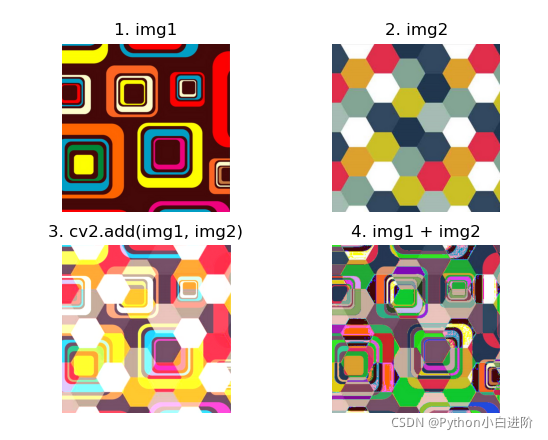 1. img1
2. img2
3. cv2.add(img1, img2)
4. img1 + img2
CSDN @Python小白进阶